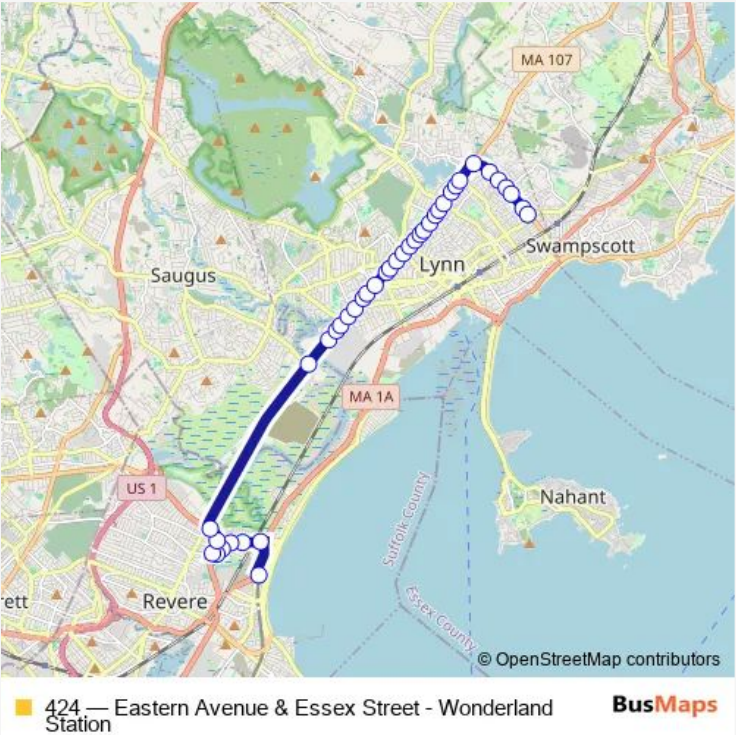 MA 107
Swampscott
Lynn
Saugus
MA 1A
US 1
Nahant
Suffolk County
Essex County
rett
Revere
© OpenStreetMap contributors
424 — Eastern Avenue & Essex Street - Wonderland
Station
BusMaps